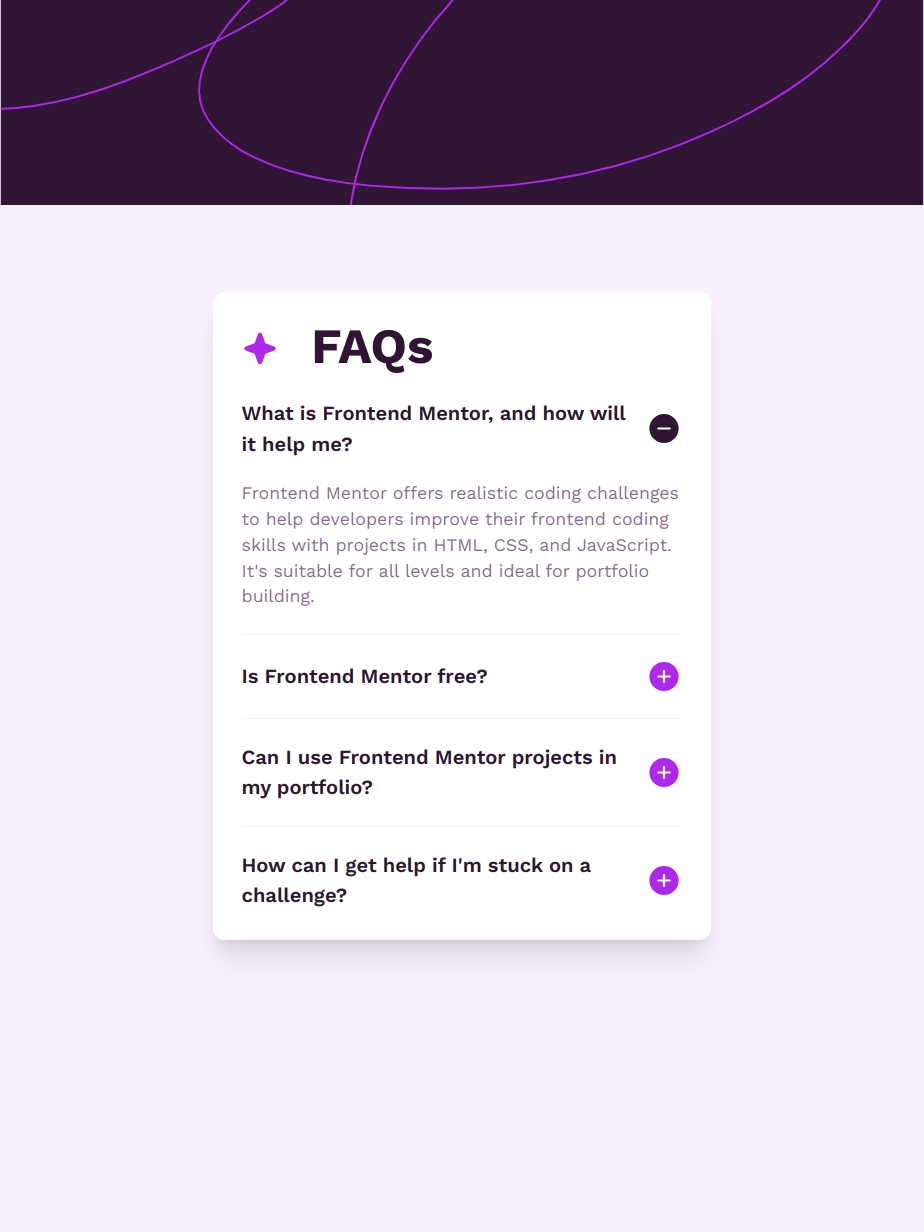 FAQs
What is Frontend Mentor, and how will
it help me?
Frontend Mentor offers realistic coding challenges
to help developers improve their frontend coding
skills with projects in HTML, CSS, and JavaScript.
It's suitable for all levels and ideal for portfolio
building.
Is Frontend Mentor free?
Can I use Frontend Mentor projects in
my portfolio?
How can I get help if I'm stuck on a
challenge?